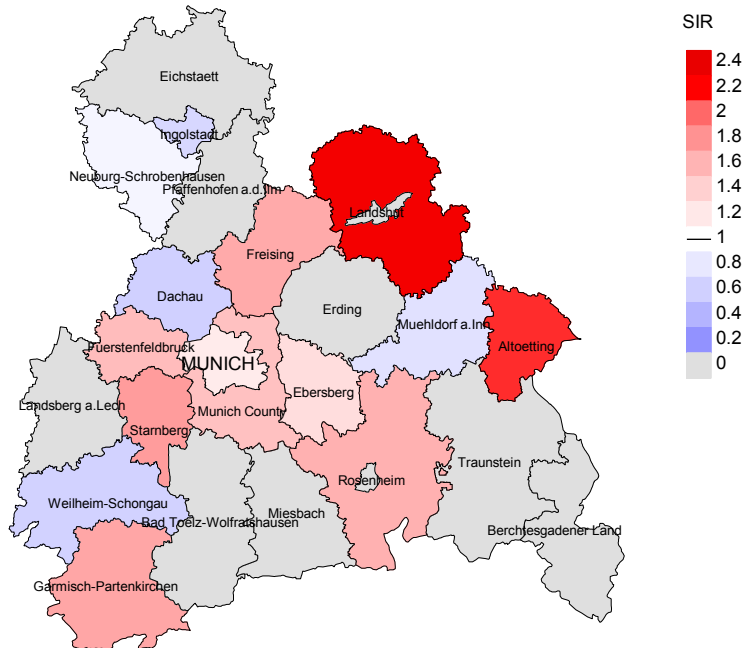 SIR
2.4
2.2
2
1.8
1.6
1.4
1.2
1
0.8
0.6
0.4
0.2
0
Eichstaett
Ingolstadt
Neuburg-Schrobenhausen
Pfaffenhofen a.d.Ilm
Landshut
Freising
Dachau
Erding
Muehldorf a.Inn
Altoetting
Fuerstenfeldbruck
MUNICH
Ebersberg
Landsberg a.Lech
Munich County
Starnberg
Traunstein
Rosenheim
Weilheim-Schongau
Miesbach
Bad Toelz-Wolfratshausen
Berchtesgadener Land
Garmisch-Partenkirchen